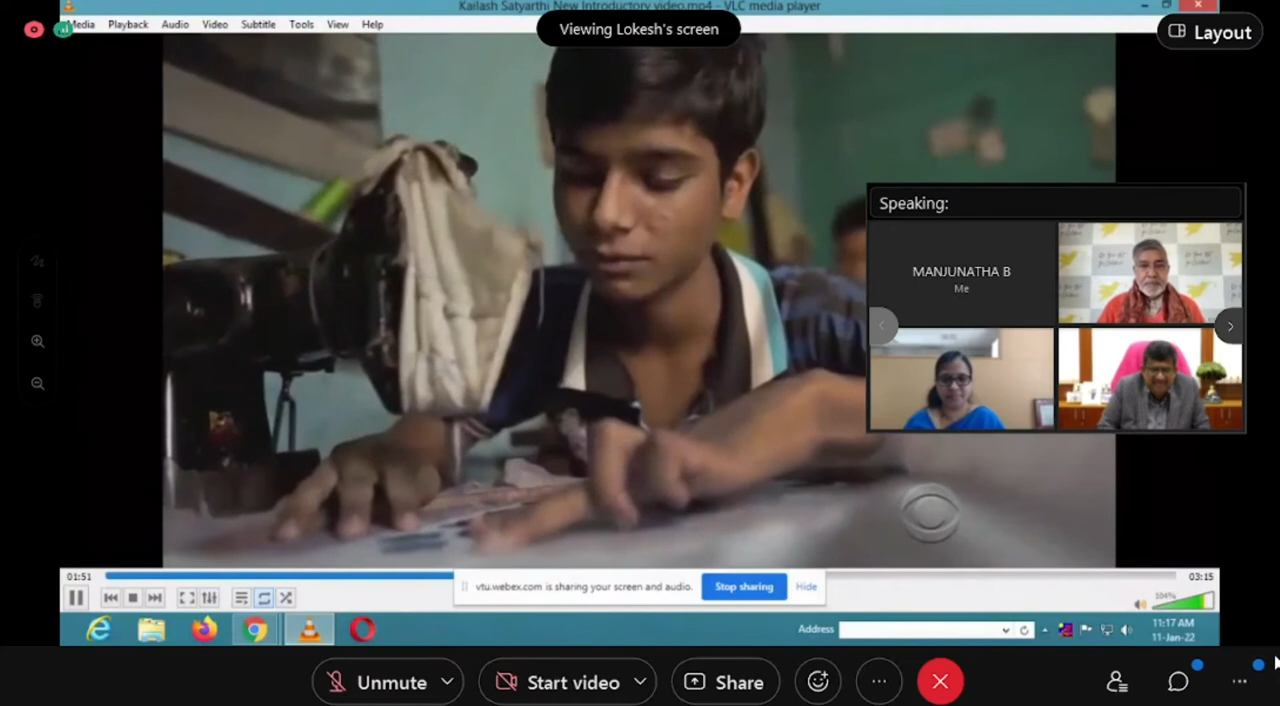 Kailash Satyarthi New Introductory video.mp4 - VLC media player
Media Playback Audio Video Subtitle Tools View Help
Viewing Lokesh's screen
Layout
Speaking:
MANJUNATHA B
Me
01:51
03:15
vtu.webex.com is sharing your screen and audio.
Stop sharing
Hide
104%
Address
11:17 AM
11-Jan-22
Unmute
Start video
Share